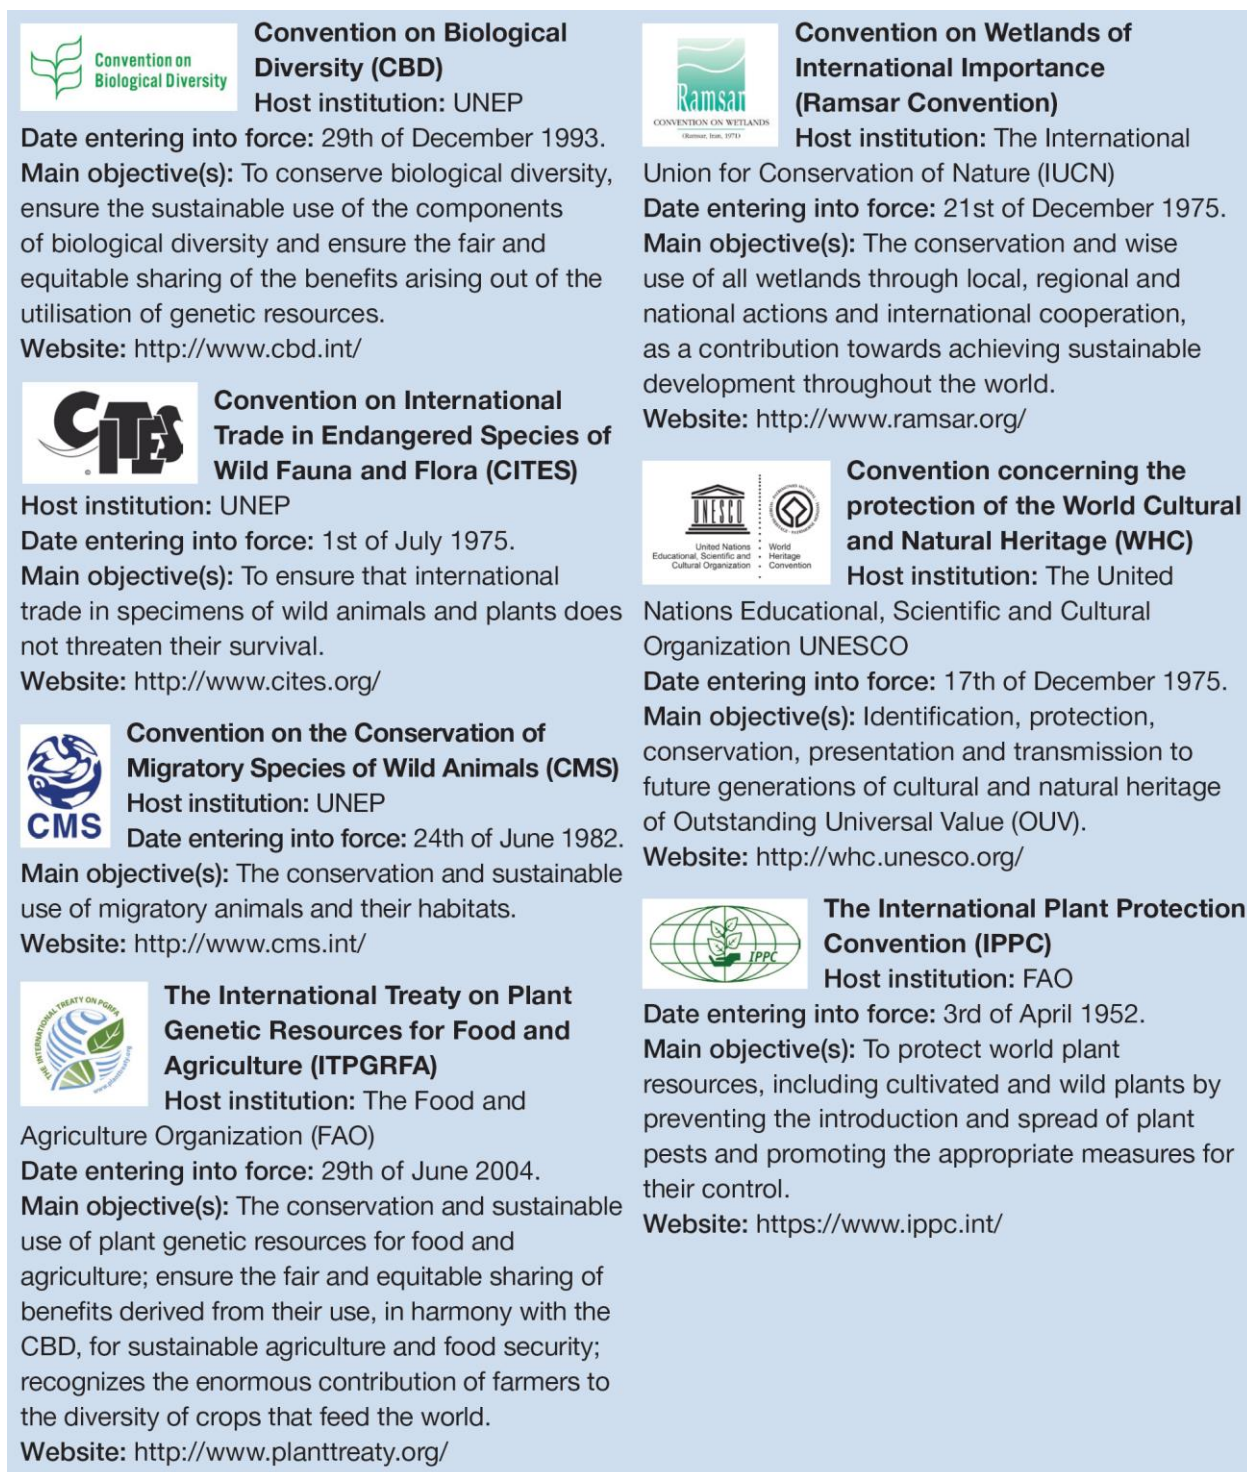 Convention on
Biological Diversity
Convention on Biological
Diversity (CBD)
Host institution: UNEP
Date entering into force: 29th of December 1993.
Main objective(s): To conserve biological diversity,
ensure the sustainable use of the components
of biological diversity and ensure the fair and
equitable sharing of the benefits arising out of the
utilisation of genetic resources.
Website: http://www.cbd.int/
CITES
©
Convention on International
Trade in Endangered Species of
Wild Fauna and Flora (CITES)
Host institution: UNEP
Date entering into force: 1st of July 1975.
Main objective(s): To ensure that international
trade in specimens of wild animals and plants does
not threaten their survival.
Website: http://www.cites.org/
CMS
Convention on the Conservation of
Migratory Species of Wild Animals (CMS)
Host institution: UNEP
Date entering into force: 24th of June 1982.
Main objective(s): The conservation and sustainable
use of migratory animals and their habitats.
Website: http://www.cms.int/
THE INTERNATIONAL TREATY ON PGRFA
www.planttreaty.org
The International Treaty on Plant
Genetic Resources for Food and
Agriculture (ITPGRFA)
Host institution: The Food and
Agriculture Organization (FAO)
Date entering into force: 29th of June 2004.
Main objective(s): The conservation and sustainable
use of plant genetic resources for food and
agriculture; ensure the fair and equitable sharing of
benefits derived from their use, in harmony with the
CBD, for sustainable agriculture and food security;
recognizes the enormous contribution of farmers to
the diversity of crops that feed the world.
Website: http://www.planttreaty.org/
Ramsar
CONVENTION ON WETLANDS
(Ramsar, Iran, 1971)
Convention on Wetlands of
International Importance
(Ramsar Convention)
Host institution: The International
Union for Conservation of Nature (IUCN)
Date entering into force: 21st of December 1975.
Main objective(s): The conservation and wise
use of all wetlands through local, regional and
national actions and international cooperation,
as a contribution towards achieving sustainable
development throughout the world.
Website: http://www.ramsar.org/
UNESCO
United Nations
Educational, Scientific and
Cultural Organization
World
Heritage
Convention
Convention concerning the
protection of the World Cultural
and Natural Heritage (WHC)
Host institution: The United
Nations Educational, Scientific and Cultural
Organization UNESCO
Date entering into force: 17th of December 1975.
Main objective(s): Identification, protection,
conservation, presentation and transmission to
future generations of cultural and natural heritage
of Outstanding Universal Value (OUV).
Website: http://whc.unesco.org/
IPPC
The International Plant Protection
Convention (IPPC)
Host institution: FAO
Date entering into force: 3rd of April 1952.
Main objective(s): To protect world plant
resources, including cultivated and wild plants by
preventing the introduction and spread of plant
pests and promoting the appropriate measures for
their control.
Website: https://www.ippc.int/